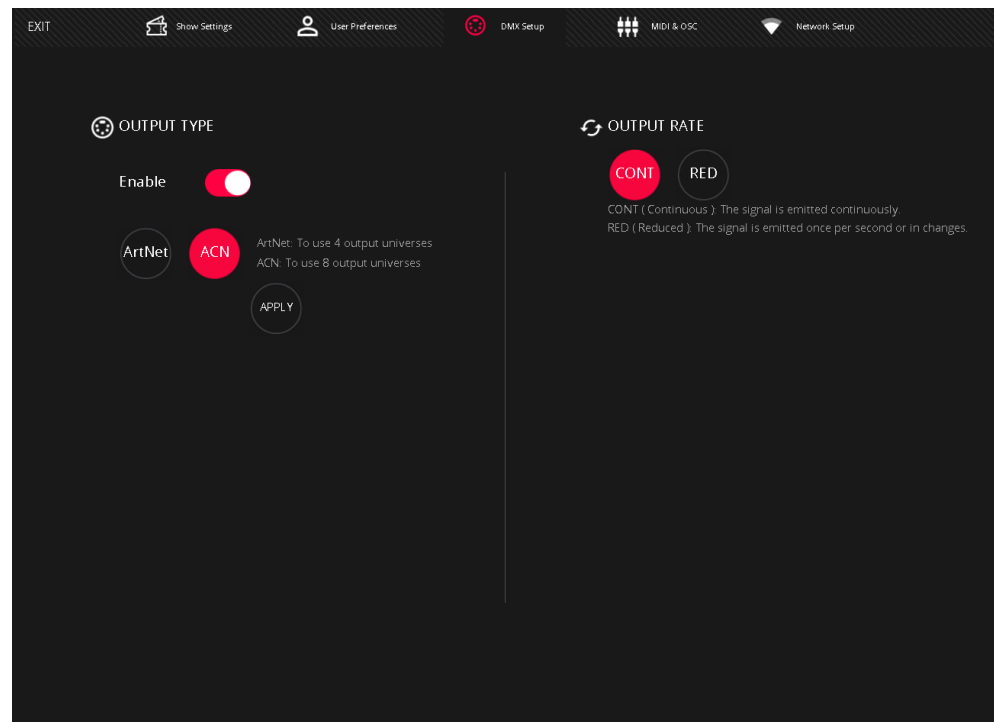 EXIT
Show Settings
User Preferences
DMX Setup
MIDI & OSC
Network Setup
OUTPUT TYPE
Enable
ArtNet
ACN
ArtNet: To use 4 output universes
ACN: To use 8 output universes
APPLY
OUTPUT RATE
CONT
RED
CONT ( Continuous ): The signal is emitted continuously.
RED ( Reduced ): The signal is emitted once per second or in changes.